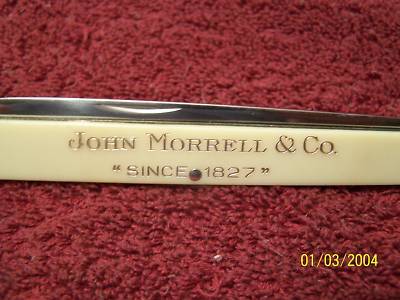 JOHN MORRELL & CO.
"SINCE 1827"
01/03/2004